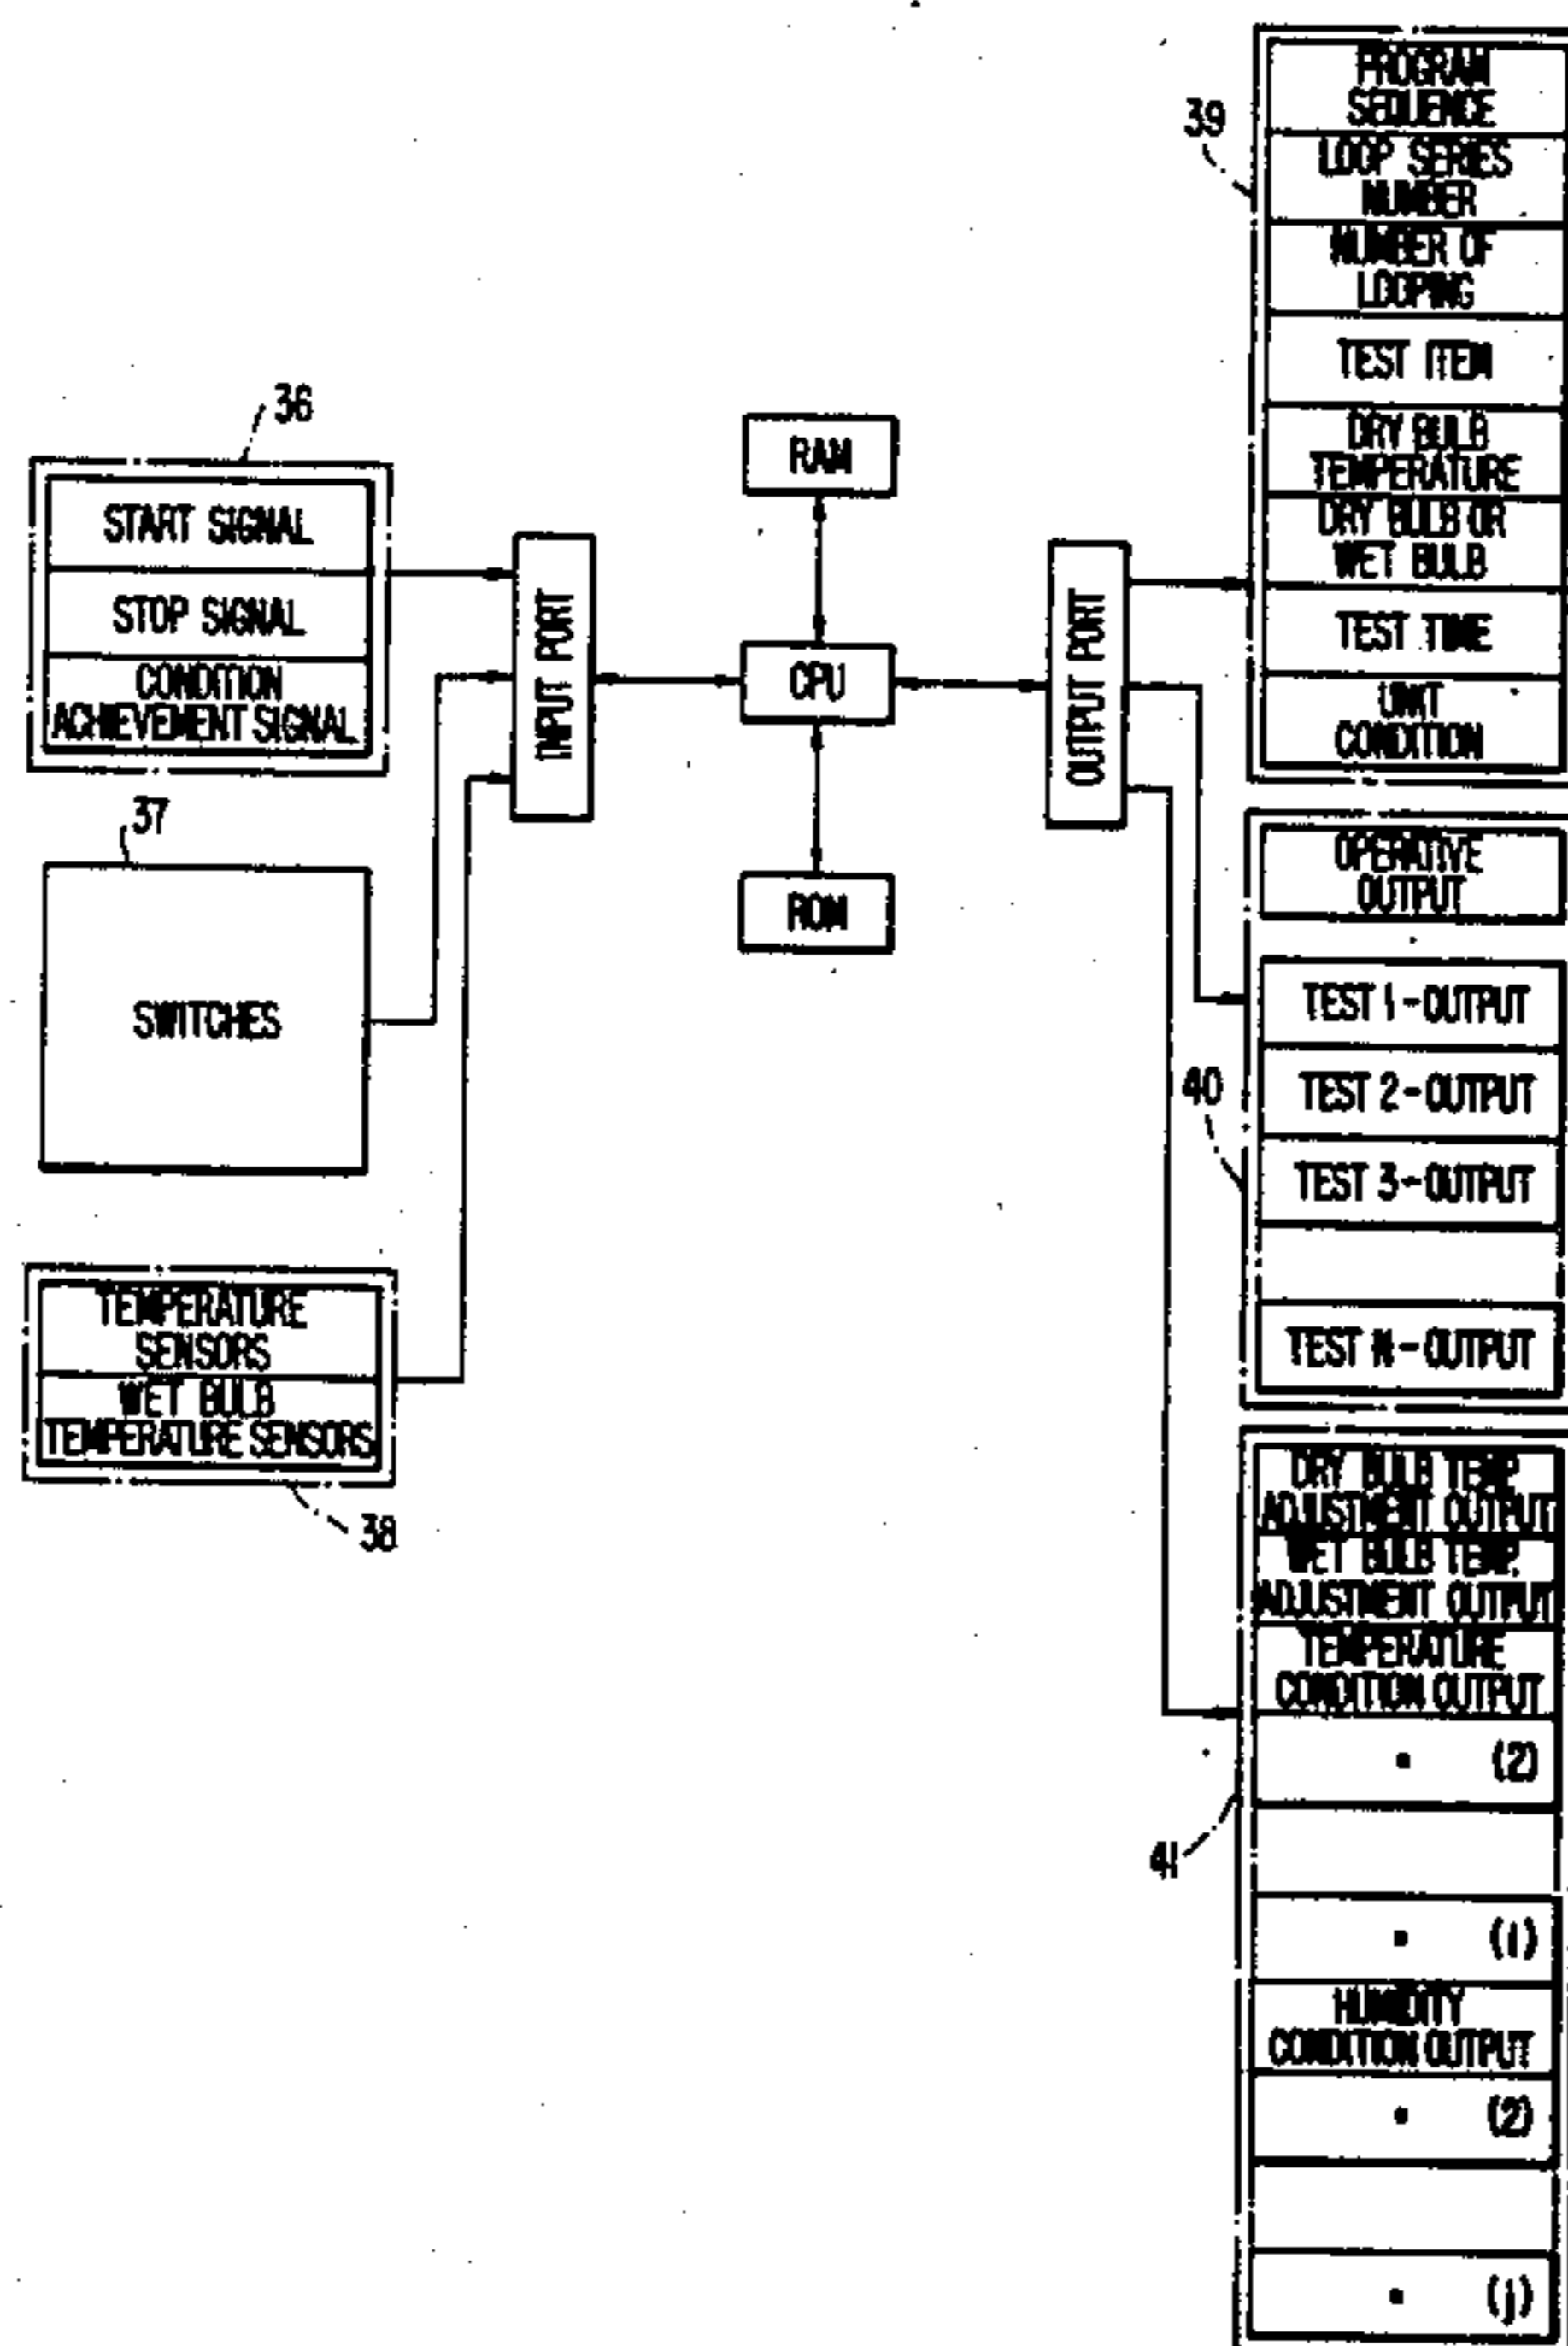 36
START SIGNAL
STOP SIGNAL
CONDITION
ACHIEVEMENT SIGNAL
37
SWITCHES
TEMPERATURE
SENSORS
WET BULB
TEMPERATURE SENSORS
38
INPUT PORT
RAM
CPU
ROM
OUTPUT PORT
39
PROGRAM
SEQUENCE
LOOP SERIES
NUMBER
NUMBER OF
LOOPING
TEST ITEM
DRY BULB
TEMPERATURE
DRY BULB OR
WET BULB
TEST TIME
CONDITION
40
OPERATIVE
OUTPUT
TEST 1-OUTPUT
TEST 2-OUTPUT
TEST 3-OUTPUT
TEST N-OUTPUT
41
DRY BULB TEMP.
ADJUSTMENT OUTPUT
WET BULB TEMP.
ADJUSTMENT OUTPUT
TEMPERATURE
CONDITION OUTPUT
" (2)
" (i)
HUMIDITY
CONDITION OUTPUT
" (2)
" (j)